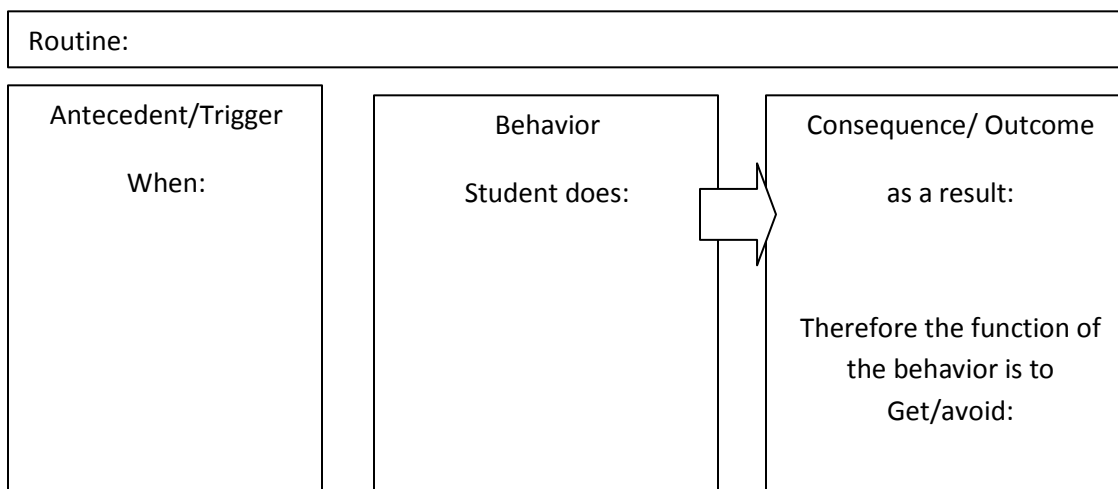 Routine:
Antecedent/Trigger
When:
Behavior
Student does:
Consequence/ Outcome
as a result:
Therefore the function of
the behavior is to
Get/avoid: